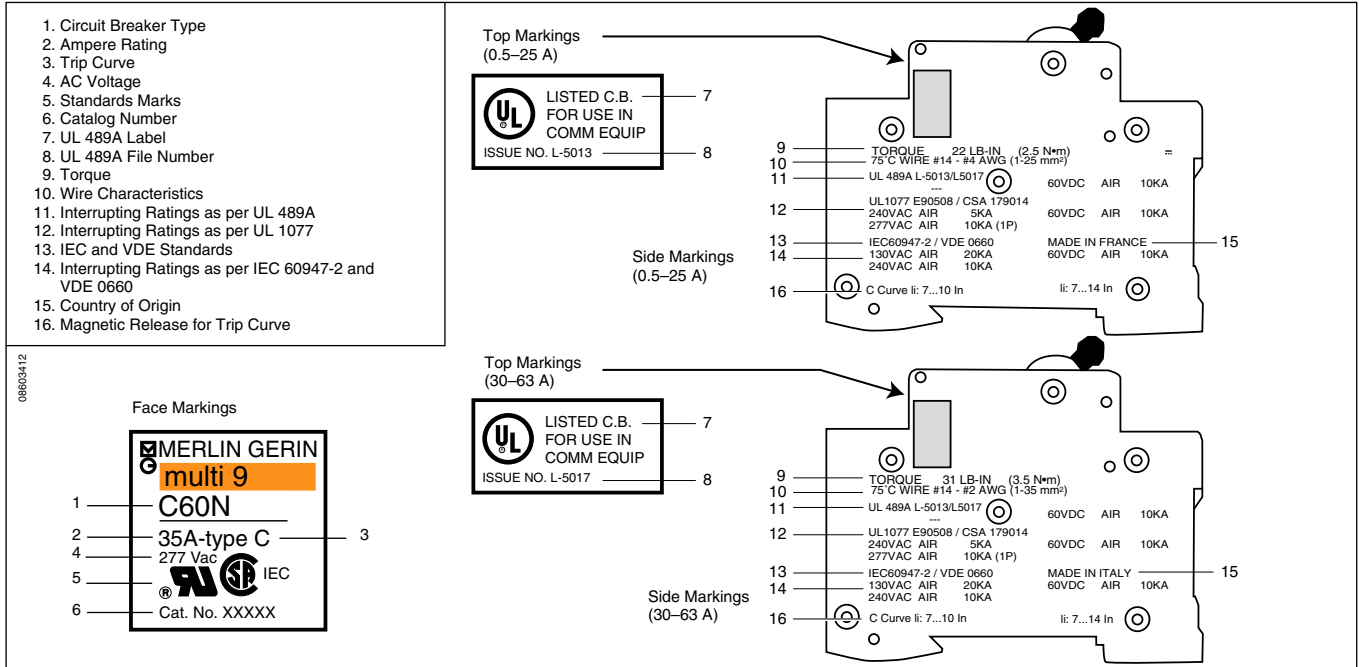 1. Circuit Breaker Type
2. Ampere Rating
3. Trip Curve
4. AC Voltage
5. Standards Marks
6. Catalog Number
7. UL 489A Label
8. UL 489A File Number
9. Torque
10. Wire Characteristics
11. Interrupting Ratings as per UL 489A
12. Interrupting Ratings as per UL 1077
13. IEC and VDE Standards
14. Interrupting Ratings as per IEC 60947-2 and
VDE 0660
15. Country of Origin
16. Magnetic Release for Trip Curve
08603412
Face Markings
MERLIN GERIN
multi 9
1 C60N
2 35A-type C 3
4 277 Vac
5 ® RU SA IEC
6 Cat. No. XXXXX
Top Markings
(0.5–25 A)
UL LISTED C.B. 7
FOR USE IN
COMM EQUIP
ISSUE NO. L-5013 8
9 TORQUE 22 LB-IN (2.5 N•m)
10 75°C WIRE #14 - #4 AWG (1-25 mm²)
11 UL 489A L-5013/L5017 60VDC AIR 10KA
---
12 UL1077 E90508 / CSA 179014
240VAC AIR 5KA 60VDC AIR 10KA
277VAC AIR 10KA (1P)
13 IEC60947-2 / VDE 0660 MADE IN FRANCE 15
14 130VAC AIR 20KA 60VDC AIR 10KA
240VAC AIR 10KA
Side Markings
(0.5–25 A)
16 C Curve Ii: 7...10 In Ii: 7...14 In
Top Markings
(30–63 A)
UL LISTED C.B. 7
FOR USE IN
COMM EQUIP
ISSUE NO. L-5017 8
9 TORQUE 31 LB-IN (3.5 N•m)
10 75°C WIRE #14 - #2 AWG (1-35 mm²)
11 UL 489A L-5013/L5017 60VDC AIR 10KA
---
12 UL1077 E90508 / CSA 179014
240VAC AIR 5KA 60VDC AIR 10KA
277VAC AIR 10KA (1P)
13 IEC60947-2 / VDE 0660 MADE IN ITALY 15
14 130VAC AIR 20KA 60VDC AIR 10KA
240VAC AIR 10KA
Side Markings
(30–63 A)
16 C Curve Ii: 7...10 In Ii: 7...14 In